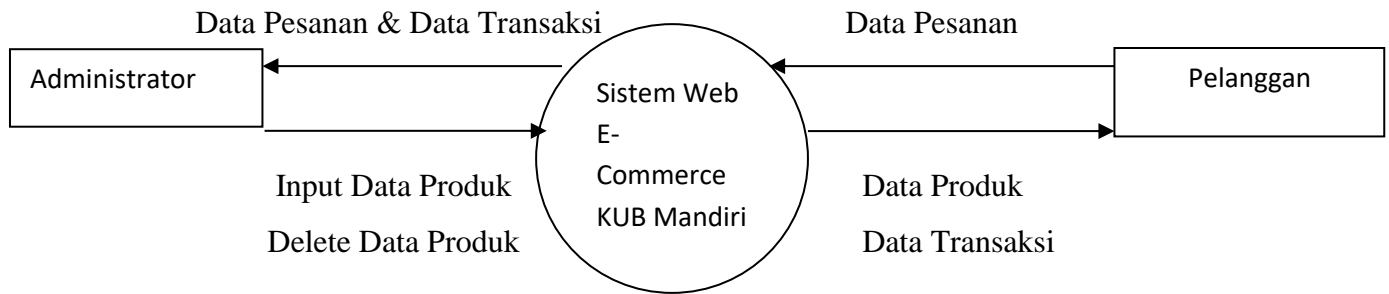 Data Pesanan & Data Transaksi
Data Pesanan
Administrator
Sistem Web
E-
Commerce
KUB Mandiri
Pelanggan
Input Data Produk
Delete Data Produk
Data Produk
Data Transaksi